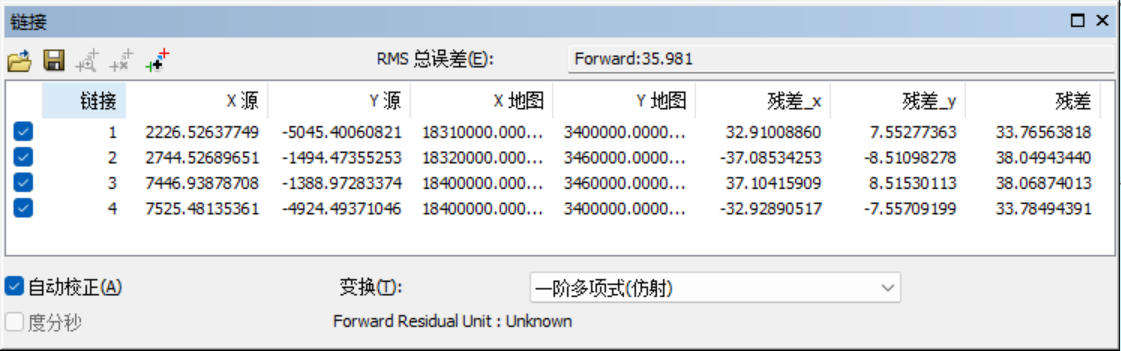 链接
RMS 总误差(E): Forward:35.981
链接 X 源 Y 源 X 地图 Y 地图 残差_x 残差_y 残差
1 2226.52637749 -5045.40060821 18310000.000... 3400000.0000... 32.91008860 7.55277363 33.76563818
2 2744.52689651 -1494.47355253 18320000.000... 3460000.0000... -37.08534253 -8.51098278 38.04943440
3 7446.93878708 -1388.97283374 18400000.000... 3460000.0000... 37.10415909 8.51530113 38.06874013
4 7525.48135361 -4924.49371046 18400000.000... 3400000.0000... -32.92890517 -7.55709199 33.78494391
自动校正(A) 变换(T): 一阶多项式(仿射)
度分秒 Forward Residual Unit : Unknown